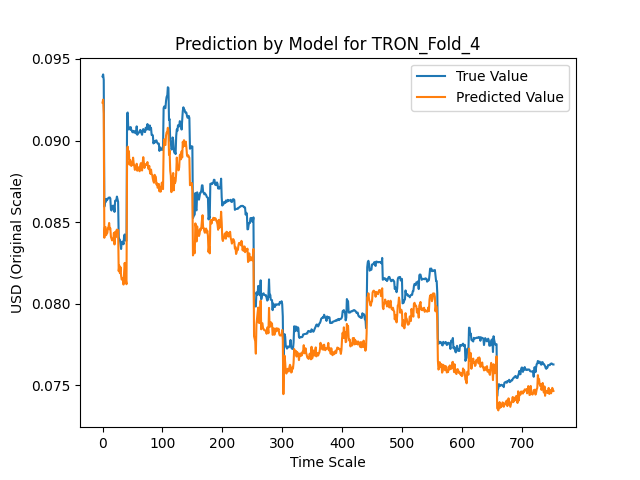 Prediction by Model for TRON_Fold_4
True Value
Predicted Value
USD (Original Scale)
0.095
0.090
0.085
0.080
0.075
0
100
200
300
400
500
600
700
Time Scale